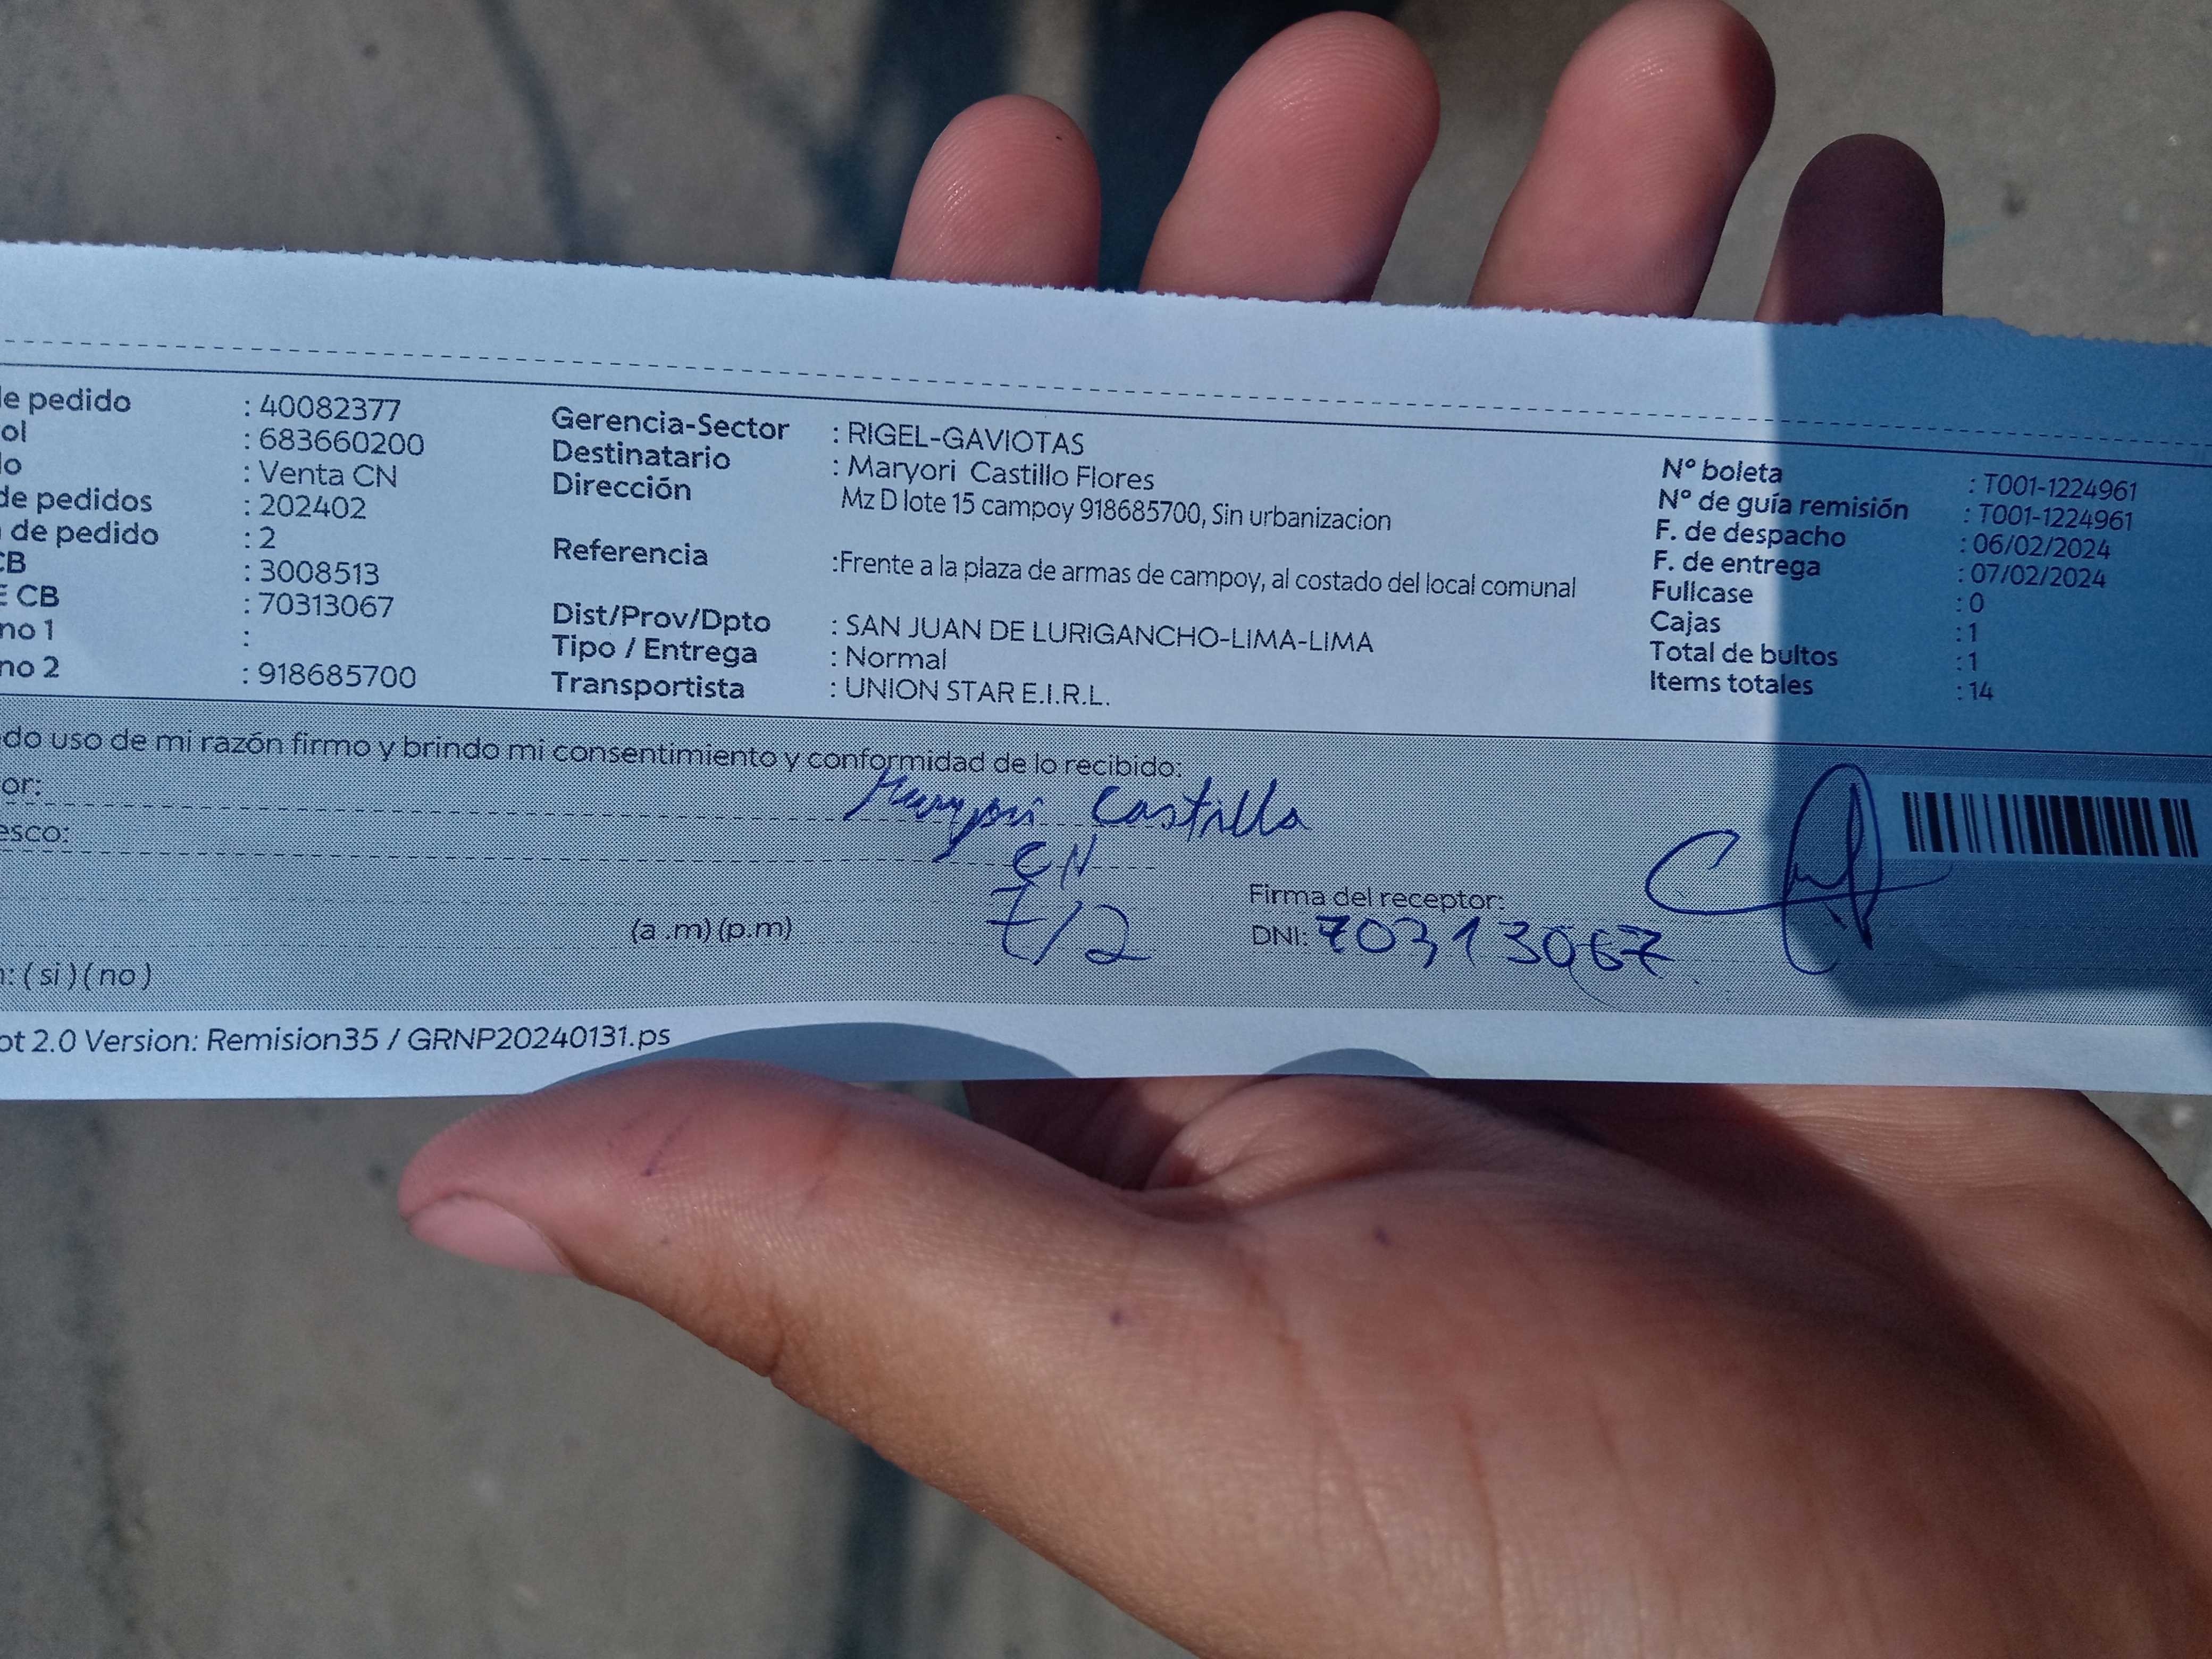 de pedido : 40082377
ol : 683660200
do : Venta CN
de pedidos : 202402
de pedido : 2
CB : 3008513
E CB : 70313067
no 1 :
no 2 : 918685700
Gerencia-Sector : RIGEL-GAVIOTAS
Destinatario : Maryori Castillo Flores
Dirección Mz D lote 15 campoy 918685700, Sin urbanizacion
Referencia :Frente a la plaza de armas de campoy, al costado del local comunal
Dist/Prov/Dpto : SAN JUAN DE LURIGANCHO-LIMA-LIMA
Tipo / Entrega : Normal
Transportista : UNION STAR E.I.R.L.
N° boleta : T001-1224961
N° de guía remisión : T001-1224961
F. de despacho : 06/02/2024
F. de entrega : 07/02/2024
Fullcase : 0
Cajas : 1
Total de bultos : 1
Items totales : 14
do uso de mi razón firmo y brindo mi consentimiento y conformidad de lo recibido:
or: Maryori Castillo
esco: CN
(a .m) (p.m) 7/2
Firma del receptor:
DNI: 70313067
n: ( si ) ( no )
ot 2.0 Version: Remision35 / GRNP20240131.ps